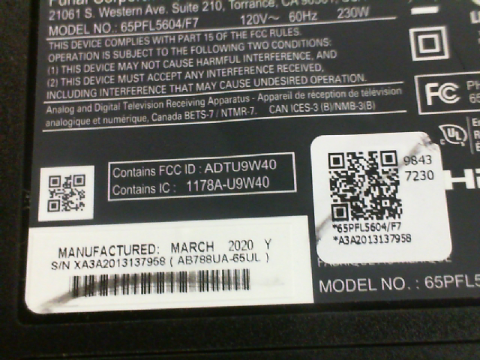 21061 S. Western Ave. Suite 210, Torrance, CA 90501
MODEL NO : 65PFL5604/F7 120V~ 60Hz 230W
THIS DEVICE COMPLIES WITH PART 15 OF THE FCC RULES.
OPERATION IS SUBJECT TO THE FOLLOWING TWO CONDITIONS:
(1) THIS DEVICE MAY NOT CAUSE HARMFUL INTERFERENCE, AND
(2) THIS DEVICE MUST ACCEPT ANY INTERFERENCE RECEIVED,
INCLUDING INTERFERENCE THAT MAY CAUSE UNDESIRED OPERATION.
Analog and Digital Television Receiving Apparatus - Appareil de réception de télévision
analogique et numérique, Canada BETS-7 / NTMR-7. CAN ICES-3 (B)/NMB-3(B)
FC PH
65
UL
Contains FCC ID : ADTU9W40
Contains IC : 1178A-U9W40
9843
7230
*65PFL5604/F7
*A3A2013137958
MANUFACTURED: MARCH 2020 Y
S/N XA3A2013137958 ( AB788UA-65UL )
MODEL NO. : 65PFL5